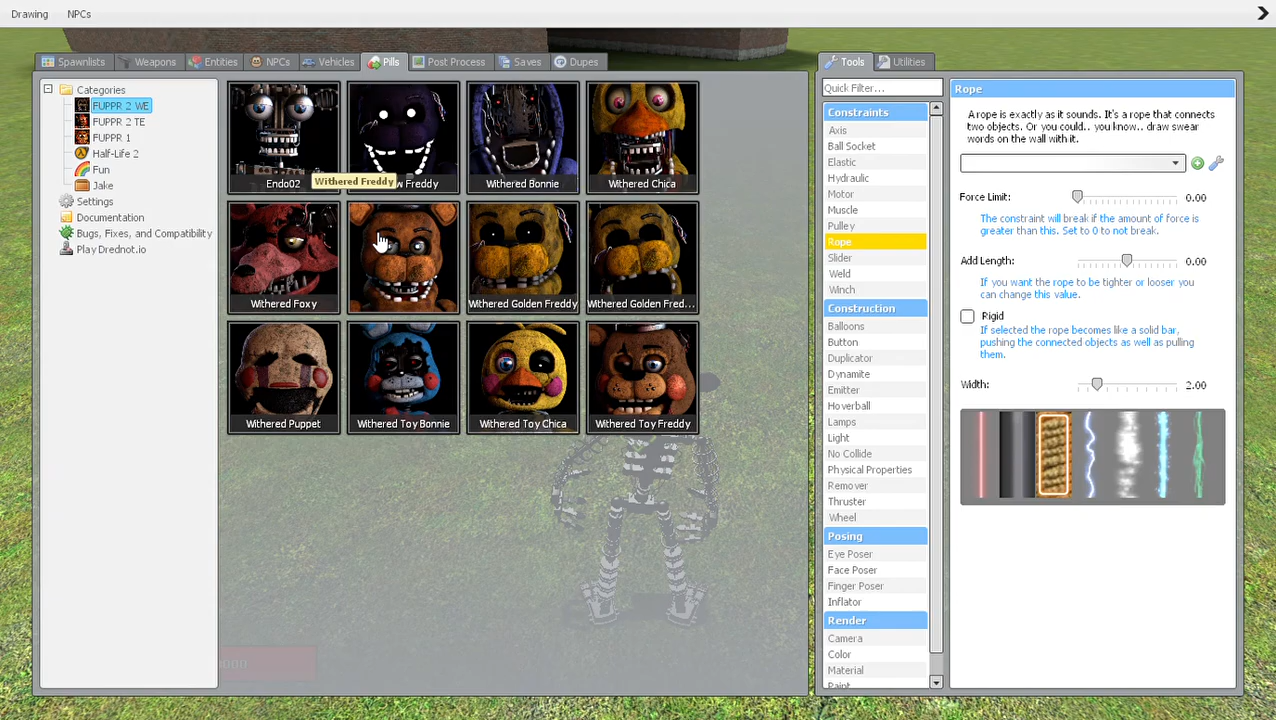 Drawing NPCs
Spawnlists Weapons Entities NPCs Vehicles Pills Post Process Saves Dupes
Categories
FUPPR 2 WE
FUPPR 2 TE
FUPPR 1
Half-Life 2
Fun
Jake
Settings
Documentation
Bugs, Fixes, and Compatibility
Play Drednot.io
Endo02
w Freddy
Withered Bonnie
Withered Chica
Withered Freddy
Withered Foxy
Withered Golden Freddy
Withered Golden Fred...
Withered Puppet
Withered Toy Bonnie
Withered Toy Chica
Withered Toy Freddy
Tools Utilities
Quick Filter...
Constraints
Axis
Ball Socket
Elastic
Hydraulic
Motor
Muscle
Pulley
Rope
Slider
Weld
Winch
Construction
Balloons
Button
Duplicator
Dynamite
Emitter
Hoverball
Lamps
Light
No Collide
Physical Properties
Remover
Thruster
Wheel
Posing
Eye Poser
Face Poser
Finger Poser
Inflator
Render
Camera
Color
Material
Paint
Rope
A rope is exactly as it sounds. It's a rope that connects
two objects. Or you could.. you know.. draw swear
words on the wall with it.
Force Limit: 0.00
The constraint will break if the amount of force is
greater than this. Set to 0 to not break.
Add Length: 0.00
If you want the rope to be tighter or looser you
can change this value.
Rigid
If selected the rope becomes like a solid bar,
pushing the connected objects as well as pulling
them.
Width: 2.00